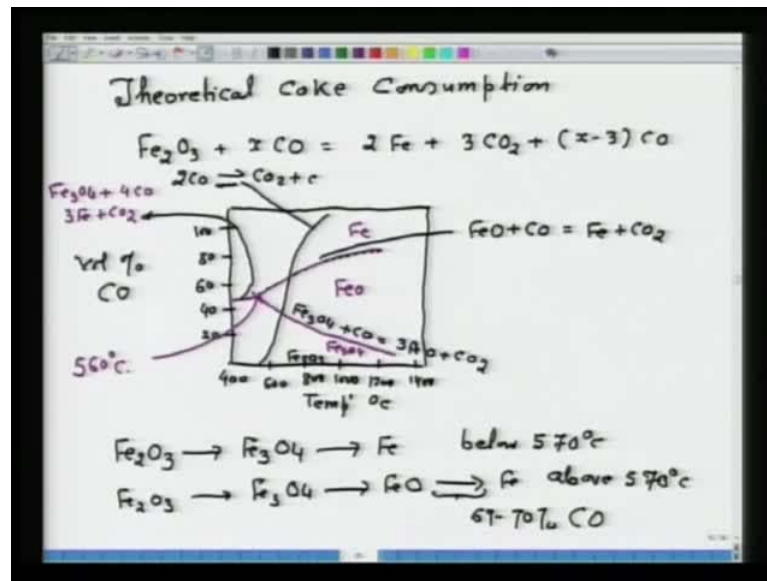 Theoretical Coke Consumption
Fe2O3 + x CO = 2 Fe + 3 CO2 + (x-3) CO
2CO ⇌ CO2 + C
Fe3O4 + 4CO
3Fe + CO2
FeO + CO = Fe + CO2
vol %
CO
100
80
60
40
20
Fe
FeO
Fe3O4 + CO = 3FeO + CO2
Fe3O4
Fe2O3
560°C.
400 600 800 1000 1200 1400
Temp °C
Fe2O3 → Fe3O4 → Fe below 570°C
Fe2O3 → Fe3O4 → FeO ⇌ Fe above 570°C
69-70% CO